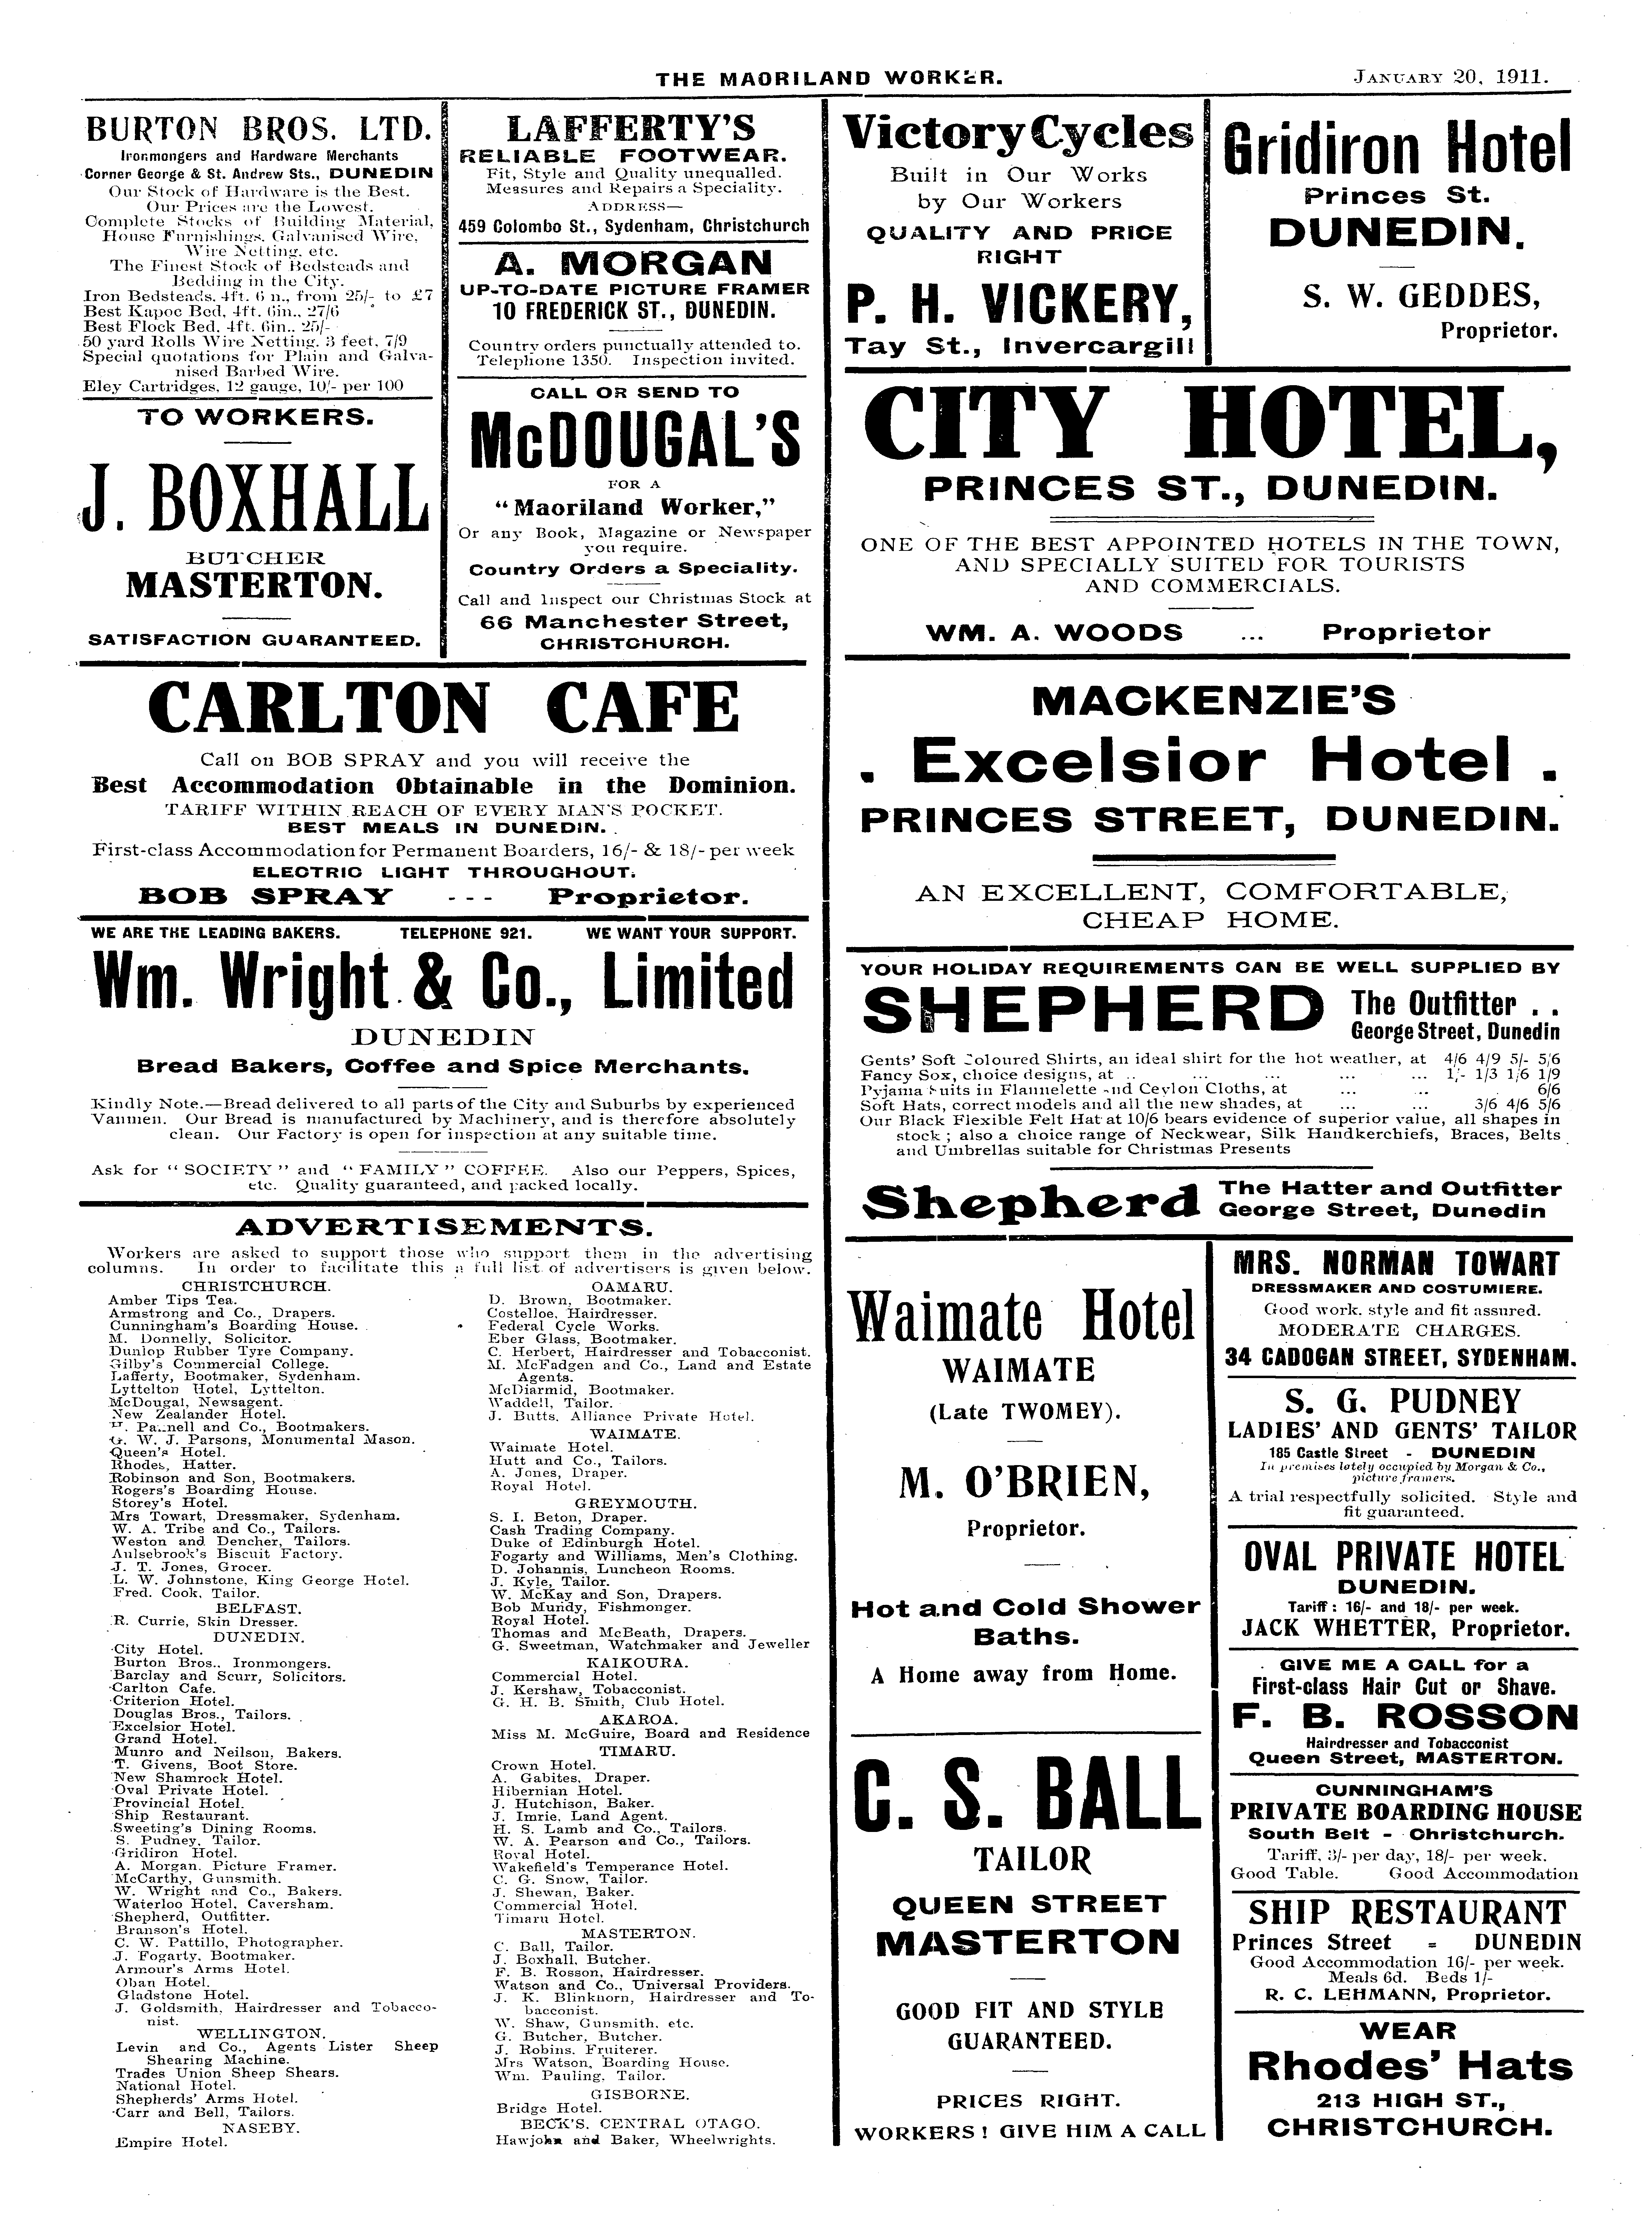 THE MAORILAND WORKER.
JANUARY 20, 1911.
BURTON BROS. LTD.
Ironmongers and Hardware Merchants
Corner George & St. Andrew Sts., DUNEDIN
Our Stock of Hardware is the Best.
Our Prices are the Lowest.
Complete Stocks of Building Material,
House Furnishings, Galvanised Wire,
Wire Netting, etc.
The Finest Stock of Bedsteads and
Bedding in the City.
Iron Bedsteads, 4ft. 6 n., from 25/- to £7
Best Kapoc Bed, 4ft. 6in., 27/6
Best Flock Bed, 4ft. 6in., 25/-
50 yard Rolls Wire Netting, 3 feet, 7/9
Special quotations for Plain and Galva-
nised Barbed Wire.
Eley Cartridges, 12 gauge, 10/- per 100
TO WORKERS.
J. BOXHALL
BUTCHER
MASTERTON.
SATISFACTION GUARANTEED.
LAFFERTY'S
RELIABLE FOOTWEAR.
Fit, Style and Quality unequalled.
Measures and Repairs a Speciality.
ADDRESS—
459 Colombo St., Sydenham, Christchurch
A. MORGAN
UP-TO-DATE PICTURE FRAMER
10 FREDERICK ST., DUNEDIN.
Country orders punctually attended to.
Telephone 1350. Inspection invited.
CALL OR SEND TO
McDOUGAL'S
FOR A
"Maoriland Worker,"
Or any Book, Magazine or Newspaper
you require.
Country Orders a Speciality.
Call and Inspect our Christmas Stock at
66 Manchester Street,
CHRISTCHURCH.
CARLTON CAFE
Call on BOB SPRAY and you will receive the
Best Accommodation Obtainable in the Dominion.
TARIFF WITHIN REACH OF EVERY MAN'S POCKET.
BEST MEALS IN DUNEDIN.
First-class Accommodation for Permanent Boarders, 16/- & 18/- per week
ELECTRIC LIGHT THROUGHOUT.
BOB SPRAY - - - Proprietor.
WE ARE THE LEADING BAKERS. TELEPHONE 921. WE WANT YOUR SUPPORT.
Wm. Wright & Co., Limited
DUNEDIN
Bread Bakers, Coffee and Spice Merchants.
Kindly Note.—Bread delivered to all parts of the City and Suburbs by experienced
Vanmen. Our Bread is manufactured by Machinery, and is therefore absolutely
clean. Our Factory is open for inspection at any suitable time.
Ask for "SOCIETY" and "FAMILY" COFFEE. Also our Peppers, Spices,
etc. Quality guaranteed, and packed locally.
ADVERTISEMENTS.
Workers are asked to support those who support them in the advertising
columns. In order to facilitate this a full list of advertisers is given below.
CHRISTCHURCH.
Amber Tips Tea.
Armstrong and Co., Drapers.
Cunningham's Boarding House.
M. Donnelly, Solicitor.
Dunlop Rubber Tyre Company.
Gilby's Commercial College.
Lafferty, Bootmaker, Sydenham.
Lyttelton Hotel, Lyttelton.
McDougal, Newsagent.
New Zealander Hotel.
Pannell and Co., Bootmakers.
G. W. J. Parsons, Monumental Mason.
Queen's Hotel.
Rhodes, Hatter.
Robinson and Son, Bootmakers.
Rogers's Boarding House.
Storey's Hotel.
Mrs Towart, Dressmaker, Sydenham.
W. A. Tribe and Co., Tailors.
Weston and Dencher, Tailors.
Aulsebrook's Biscuit Factory.
J. T. Jones, Grocer.
L. W. Johnstone, King George Hotel.
Fred. Cook, Tailor.
BELFAST.
R. Currie, Skin Dresser.
DUNEDIN.
City Hotel.
Burton Bros., Ironmongers.
Barclay and Scurr, Solicitors.
Carlton Cafe.
Criterion Hotel.
Douglas Bros., Tailors.
Excelsior Hotel.
Grand Hotel.
Munro and Neilson, Bakers.
T. Givens, Boot Store.
New Shamrock Hotel.
Oval Private Hotel.
Provincial Hotel.
Ship Restaurant.
Sweeting's Dining Rooms.
S. Pudney, Tailor.
Gridiron Hotel.
A. Morgan, Picture Framer.
McCarthy, Gunsmith.
W. Wright and Co., Bakers.
Waterloo Hotel, Caversham.
Shepherd, Outfitter.
Branson's Hotel.
C. W. Pattillo, Photographer.
J. Fogarty, Bootmaker.
Armour's Arms Hotel.
Oban Hotel.
Gladstone Hotel.
J. Goldsmith, Hairdresser and Tobacco-
nist.
WELLINGTON.
Levin and Co., Agents Lister Sheep
Shearing Machine.
Trades Union Sheep Shears.
National Hotel.
Shepherds' Arms Hotel.
Carr and Bell, Tailors.
NASEBY.
Empire Hotel.
OAMARU.
D. Brown, Bootmaker.
Costelloe, Hairdresser.
Federal Cycle Works.
Eber Glass, Bootmaker.
C. Herbert, Hairdresser and Tobacconist.
M. McFadgen and Co., Land and Estate
Agents.
McDiarmid, Bootmaker.
Waddell, Tailor.
J. Butts, Alliance Private Hotel.
WAIMATE.
Waimate Hotel.
Hutt and Co., Tailors.
A. Jones, Draper.
Royal Hotel.
GREYMOUTH.
S. I. Beton, Draper.
Cash Trading Company.
Duke of Edinburgh Hotel.
Fogarty and Williams, Men's Clothing.
D. Johannis, Luncheon Rooms.
J. Kyle, Tailor.
W. McKay and Son, Drapers.
Bob Mundy, Fishmonger.
Royal Hotel.
Thomas and McBeath, Drapers.
G. Sweetman, Watchmaker and Jeweller
KAIKOURA.
Commercial Hotel.
J. Kershaw, Tobacconist.
G. H. B. Smith, Club Hotel.
AKAROA.
Miss M. McGuire, Board and Residence
TIMARU.
Crown Hotel.
A. Gabites, Draper.
Hibernian Hotel.
J. Hutchison, Baker.
J. Imrie, Land Agent.
H. S. Lamb and Co., Tailors.
W. A. Pearson and Co., Tailors.
Royal Hotel.
Wakefield's Temperance Hotel.
C. G. Snow, Tailor.
J. Shewan, Baker.
Commercial Hotel.
Timaru Hotel.
MASTERTON.
C. Ball, Tailor.
J. Boxhall, Butcher.
F. B. Rosson, Hairdresser.
Watson and Co., Universal Providers.
J. K. Blinkhorn, Hairdresser and To-
bacconist.
W. Shaw, Gunsmith, etc.
G. Butcher, Butcher.
J. Robins, Fruiterer.
Mrs Watson, Boarding House.
Wm. Pauling, Tailor.
GISBORNE.
Bridge Hotel.
BECK'S, CENTRAL OTAGO.
Hawjohn and Baker, Wheelwrights.
Victory Cycles
Built in Our Works
by Our Workers
QUALITY AND PRICE
RIGHT
P. H. VICKERY,
Tay St., Invercargill
Gridiron Hotel
Princes St.
DUNEDIN.
S. W. GEDDES,
Proprietor.
CITY HOTEL,
PRINCES ST., DUNEDIN.
ONE OF THE BEST APPOINTED HOTELS IN THE TOWN,
AND SPECIALLY SUITED FOR TOURISTS
AND COMMERCIALS.
WM. A. WOODS ... Proprietor
MACKENZIE'S
. Excelsior Hotel .
PRINCES STREET, DUNEDIN.
AN EXCELLENT, COMFORTABLE,
CHEAP HOME.
YOUR HOLIDAY REQUIREMENTS CAN BE WELL SUPPLIED BY
SHEPHERD The Outfitter . .
George Street, Dunedin
Gents' Soft Coloured Shirts, an ideal shirt for the hot weather, at 4/6 4/9 5/- 5/6
Fancy Sox, choice designs, at .. ... ... ... ... 1/- 1/3 1/6 1/9
Pyjama Suits in Flannelette and Ceylon Cloths, at ... ... ... 6/6
Soft Hats, correct models and all the new shades, at ... ... 3/6 4/6 5/6
Our Black Flexible Felt Hat at 10/6 bears evidence of superior value, all shapes in
stock; also a choice range of Neckwear, Silk Handkerchiefs, Braces, Belts
and Umbrellas suitable for Christmas Presents
Shepherd The Hatter and Outfitter
George Street, Dunedin
Waimate Hotel
WAIMATE
(Late TWOMEY).
M. O'BRIEN,
Proprietor.
Hot and Cold Shower
Baths.
A Home away from Home.
C. S. BALL
TAILOR
QUEEN STREET
MASTERTON
GOOD FIT AND STYLE
GUARANTEED.
PRICES RIGHT.
WORKERS! GIVE HIM A CALL
MRS. NORMAN TOWART
DRESSMAKER AND COSTUMIERE.
Good work, style and fit assured.
MODERATE CHARGES.
34 CADOGAN STREET, SYDENHAM.
S. G. PUDNEY
LADIES' AND GENTS' TAILOR
185 Castle Street - DUNEDIN
In premises lately occupied by Morgan & Co.,
picture framers.
A trial respectfully solicited. Style and
fit guaranteed.
OVAL PRIVATE HOTEL
DUNEDIN.
Tariff: 16/- and 18/- per week.
JACK WHETTER, Proprietor.
GIVE ME A CALL for a
First-class Hair Cut or Shave.
F. B. ROSSON
Hairdresser and Tobacconist
Queen Street, MASTERTON.
CUNNINGHAM'S
PRIVATE BOARDING HOUSE
South Belt - Christchurch.
Tariff, 3/- per day, 18/- per week.
Good Table. Good Accommodation
SHIP RESTAURANT
Princes Street = DUNEDIN
Good Accommodation 16/- per week.
Meals 6d. Beds 1/-
R. C. LEHMANN, Proprietor.
WEAR
Rhodes' Hats
213 HIGH ST.,
CHRISTCHURCH.